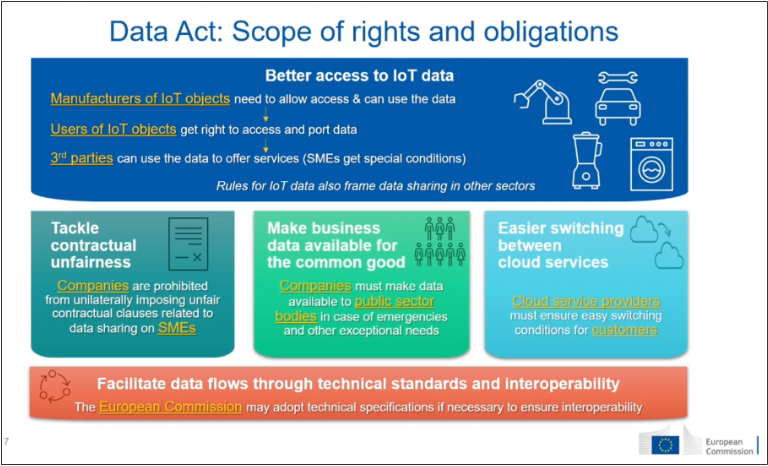 Data Act: Scope of rights and obligations
Better access to IoT data
Manufacturers of IoT objects need to allow access & can use the data
Users of IoT objects get right to access and port data
3rd parties can use the data to offer services (SMEs get special conditions)
Rules for IoT data also frame data sharing in other sectors
Tackle
contractual
unfairness
Companies are prohibited
from unilaterally imposing unfair
contractual clauses related to
data sharing on SMEs
Make business
data available for
the common good
Companies must make data
available to public sector
bodies in case of emergencies
and other exceptional needs
Easier switching
between
cloud services
Cloud service providers
must ensure easy switching
conditions for customers
Facilitate data flows through technical standards and interoperability
The European Commission may adopt technical specifications if necessary to ensure interoperability
7
European
Commission